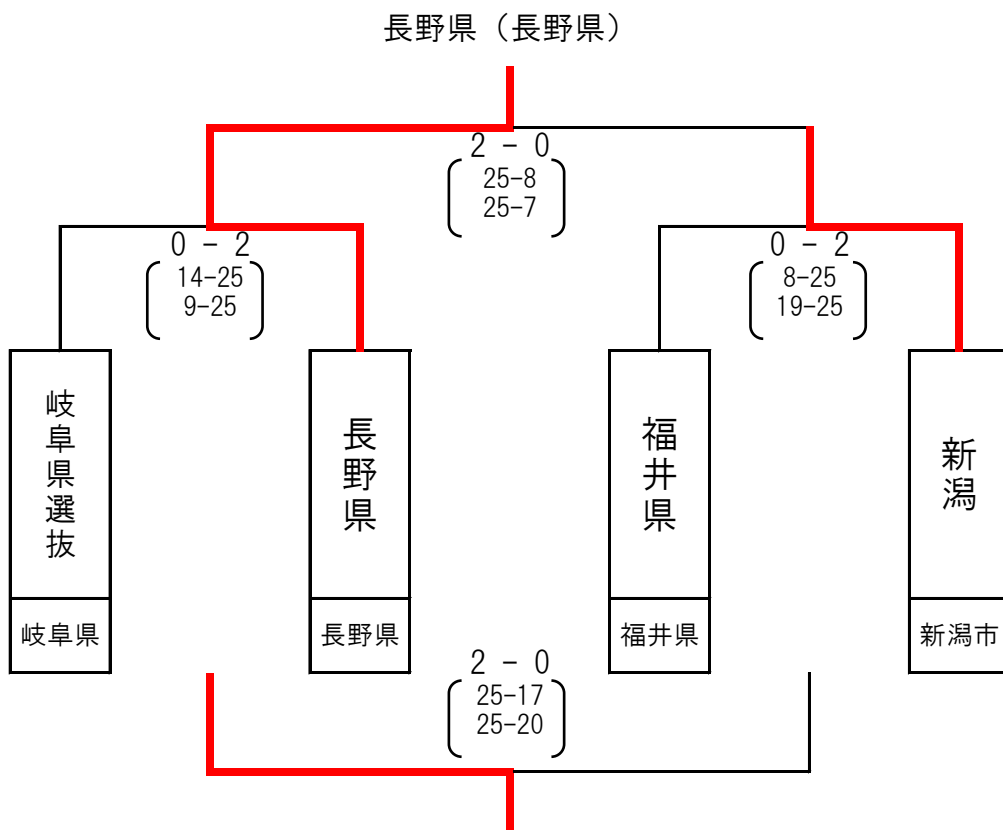 長野県（長野県）
2 - 0
25-8
25-7
0 - 2
14-25
9-25
0 - 2
8-25
19-25
岐阜県選抜
長野県
福井県
新潟
岐阜県
長野県
福井県
新潟市
2 - 0
25-17
25-20